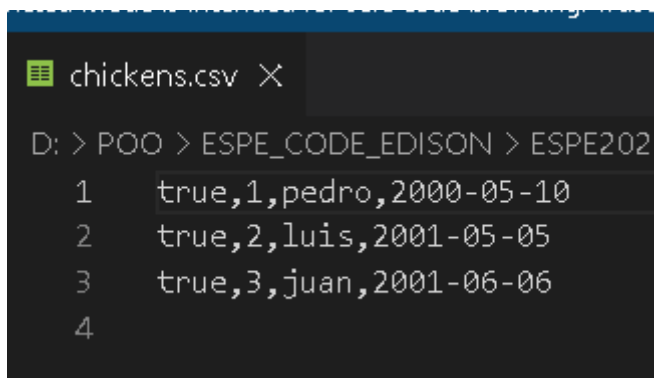 chickens.csv
D: > POO > ESPE_CODE_EDISON > ESPE202
1 true,1,pedro,2000-05-10
2 true,2,luis,2001-05-05
3 true,3,juan,2001-06-06
4